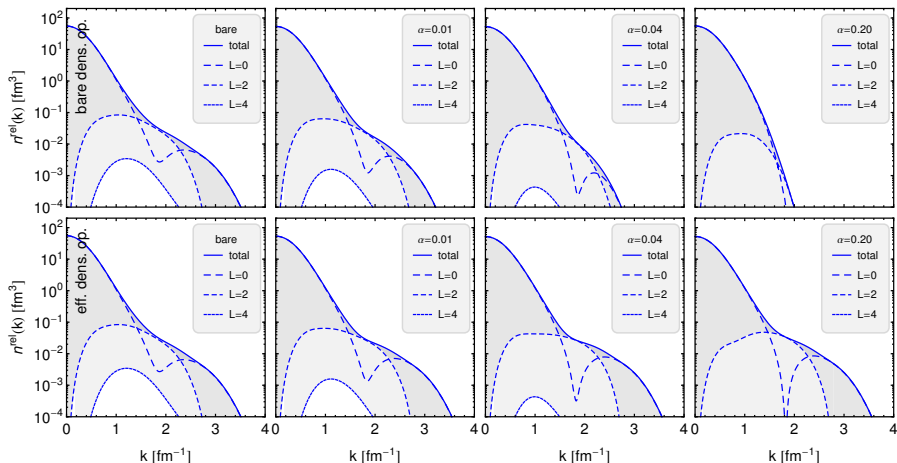 bare
total
L=0
L=2
L=4
α=0.01
total
L=0
L=2
L=4
α=0.04
total
L=0
L=2
L=4
α=0.20
total
L=0
L=2
L=4
10²
10¹
10⁰
10⁻¹
10⁻²
10⁻³
10⁻⁴
nʳᵉˡ(k) [fm³]
bare dens. op.
bare
total
L=0
L=2
L=4
α=0.01
total
L=0
L=2
L=4
α=0.04
total
L=0
L=2
L=4
α=0.20
total
L=0
L=2
L=4
10²
10¹
10⁰
10⁻¹
10⁻²
10⁻³
10⁻⁴
nʳᵉˡ(k) [fm³]
eff. dens. op.
0 1 2 3 4
0 1 2 3 4
0 1 2 3 4
0 1 2 3 4
k [fm⁻¹]
k [fm⁻¹]
k [fm⁻¹]
k [fm⁻¹]